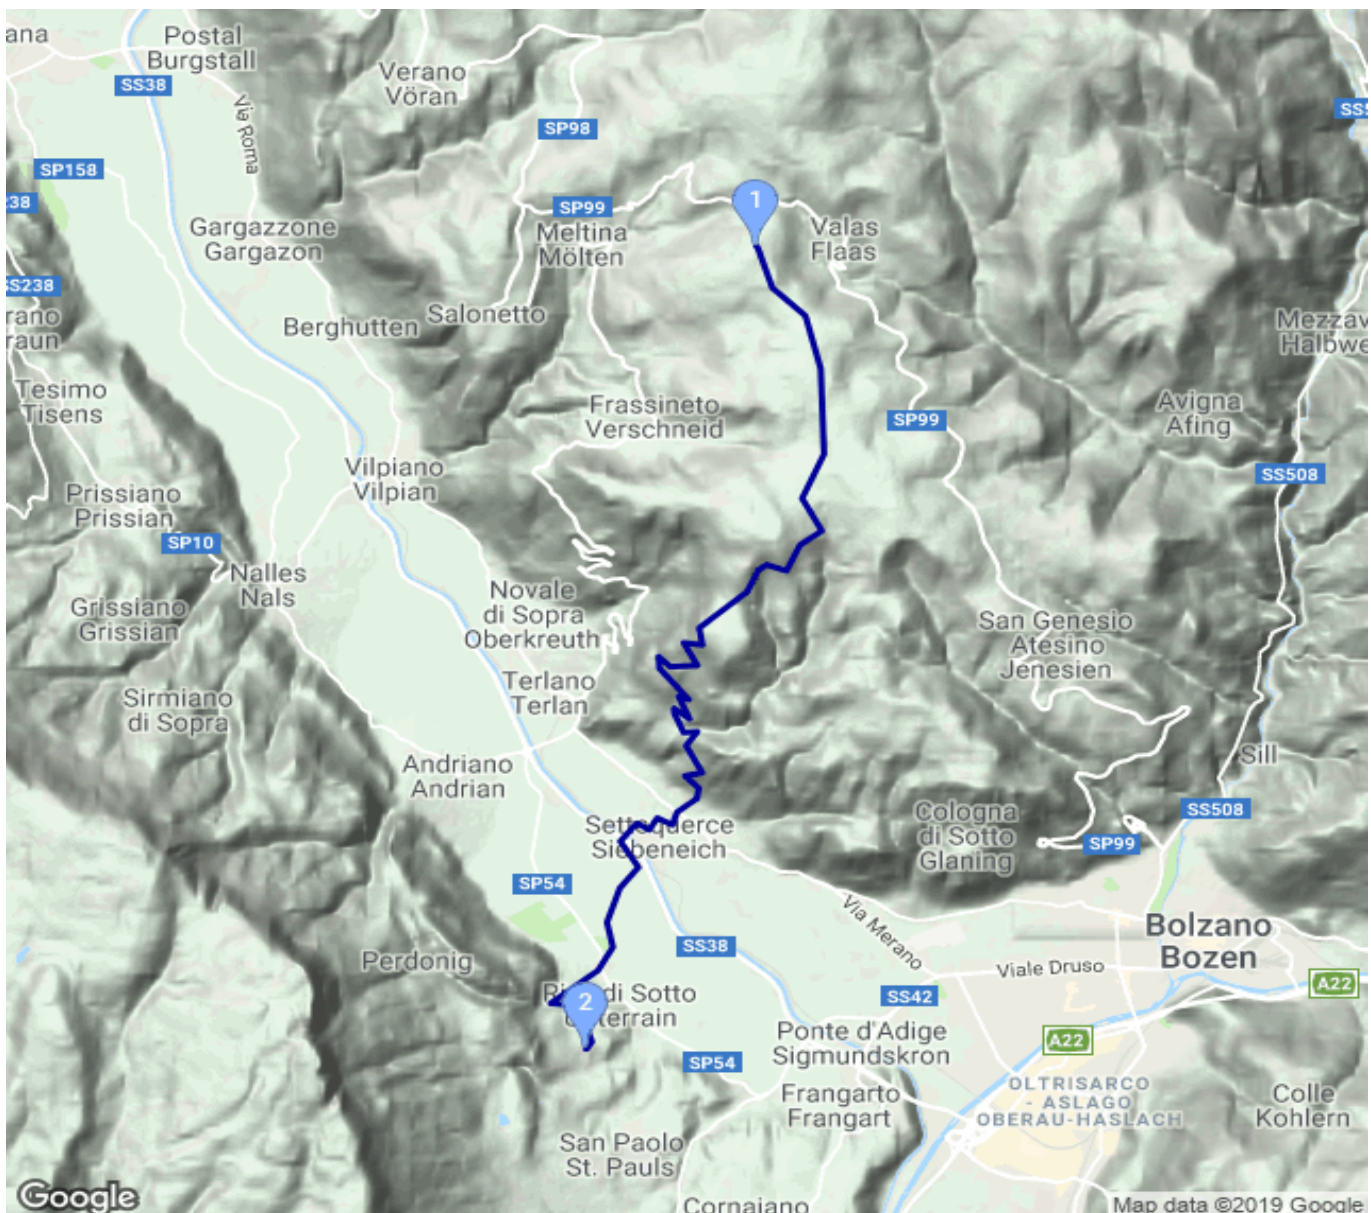 ana
Postal
Burgstall
SS38
Via Roma
Verano
Vöran
SP98
SP158
238
SP99
1
Meltina
Mölten
Valas
Flaas
Gargazzone
Gargazon
SS238
rano
raun
Berghutten
Salonetto
Mezzav
Halbwe
Tesimo
Tisens
Frassineto
Verschneid
SP99
Avigna
Afing
SS508
Vilpiano
Vilpian
Prissiano
Prissian
SP10
Nalles
Nals
Grissiano
Grissian
Novale
di Sopra
Oberkreuth
San Genesio
Atesino
Jenesien
Terlano
Terlan
Sirmiano
di Sopra
Andriano
Andrian
Sill
SS508
Settequerce
Siebeneich
Cologna
di Sotto
Glaning
SP99
SP54
Via Merano
Bolzano
Bozen
SS38
Perdonig
Viale Druso
A22
SS42
di Sotto
2
Ponte d'Adige
Sigmundskron
A22
SP54
Frangarto
Frangart
OLTRISARCO
- ASLAGO
OBERAU-HASLACH
Colle
Kohlern
San Paolo
St. Pauls
Cornaiano
Google
Map data ©2019 Google